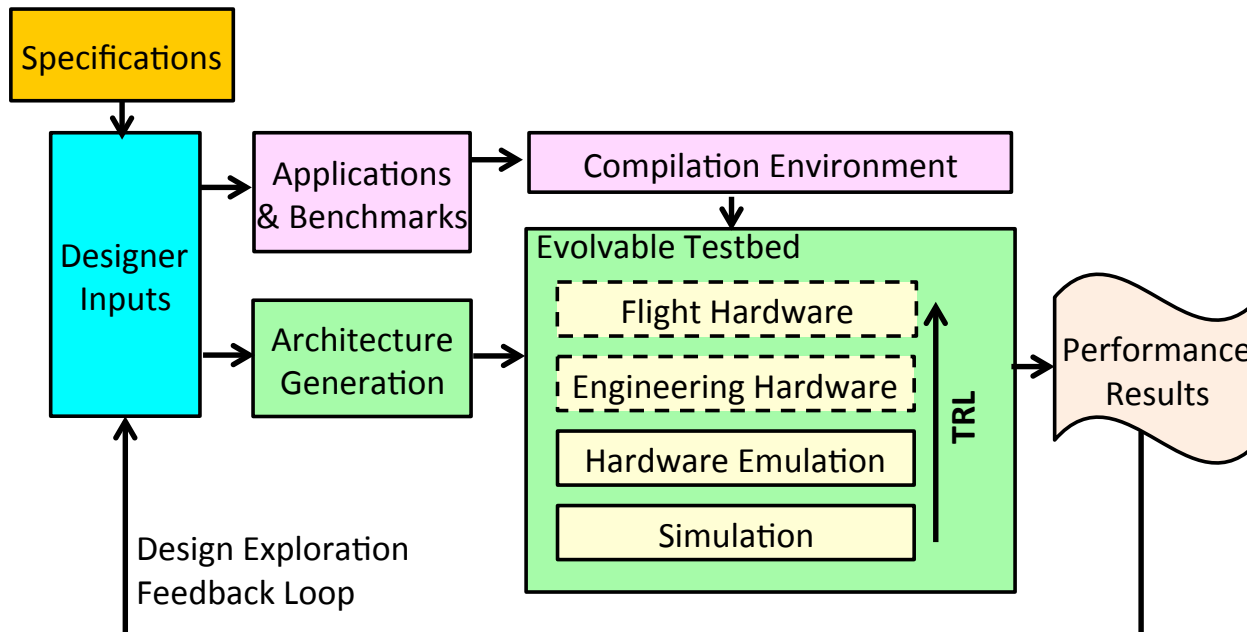 Specifications
Designer
Inputs
Applications
& Benchmarks
Compilation Environment
Architecture
Generation
Evolvable Testbed
Flight Hardware
Engineering Hardware
Hardware Emulation
Simulation
TRL
Performance
Results
Design Exploration
Feedback Loop